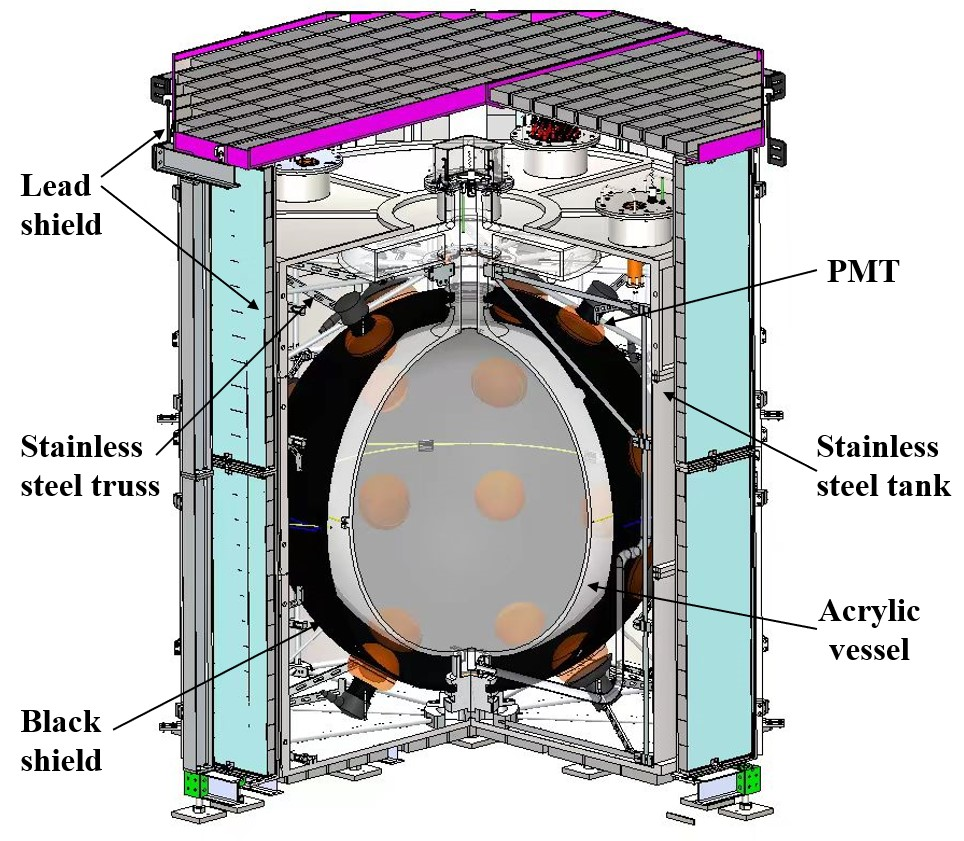 Lead
shield
PMT
Stainless
steel truss
Stainless
steel tank
Acrylic
vessel
Black
shield